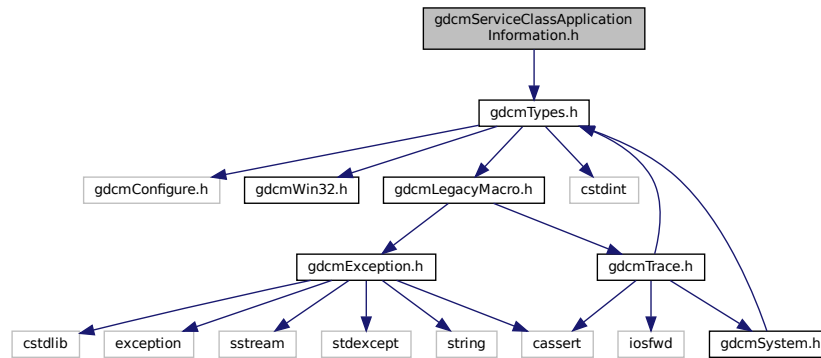 gdcmServiceClassApplication
Information.h
gdcmTypes.h
gdcmConfigure.h
gdcmWin32.h
gdcmLegacyMacro.h
cstdint
gdcmException.h
gdcmTrace.h
cstdlib
exception
sstream
stdexcept
string
cassert
iosfwd
gdcmSystem.h